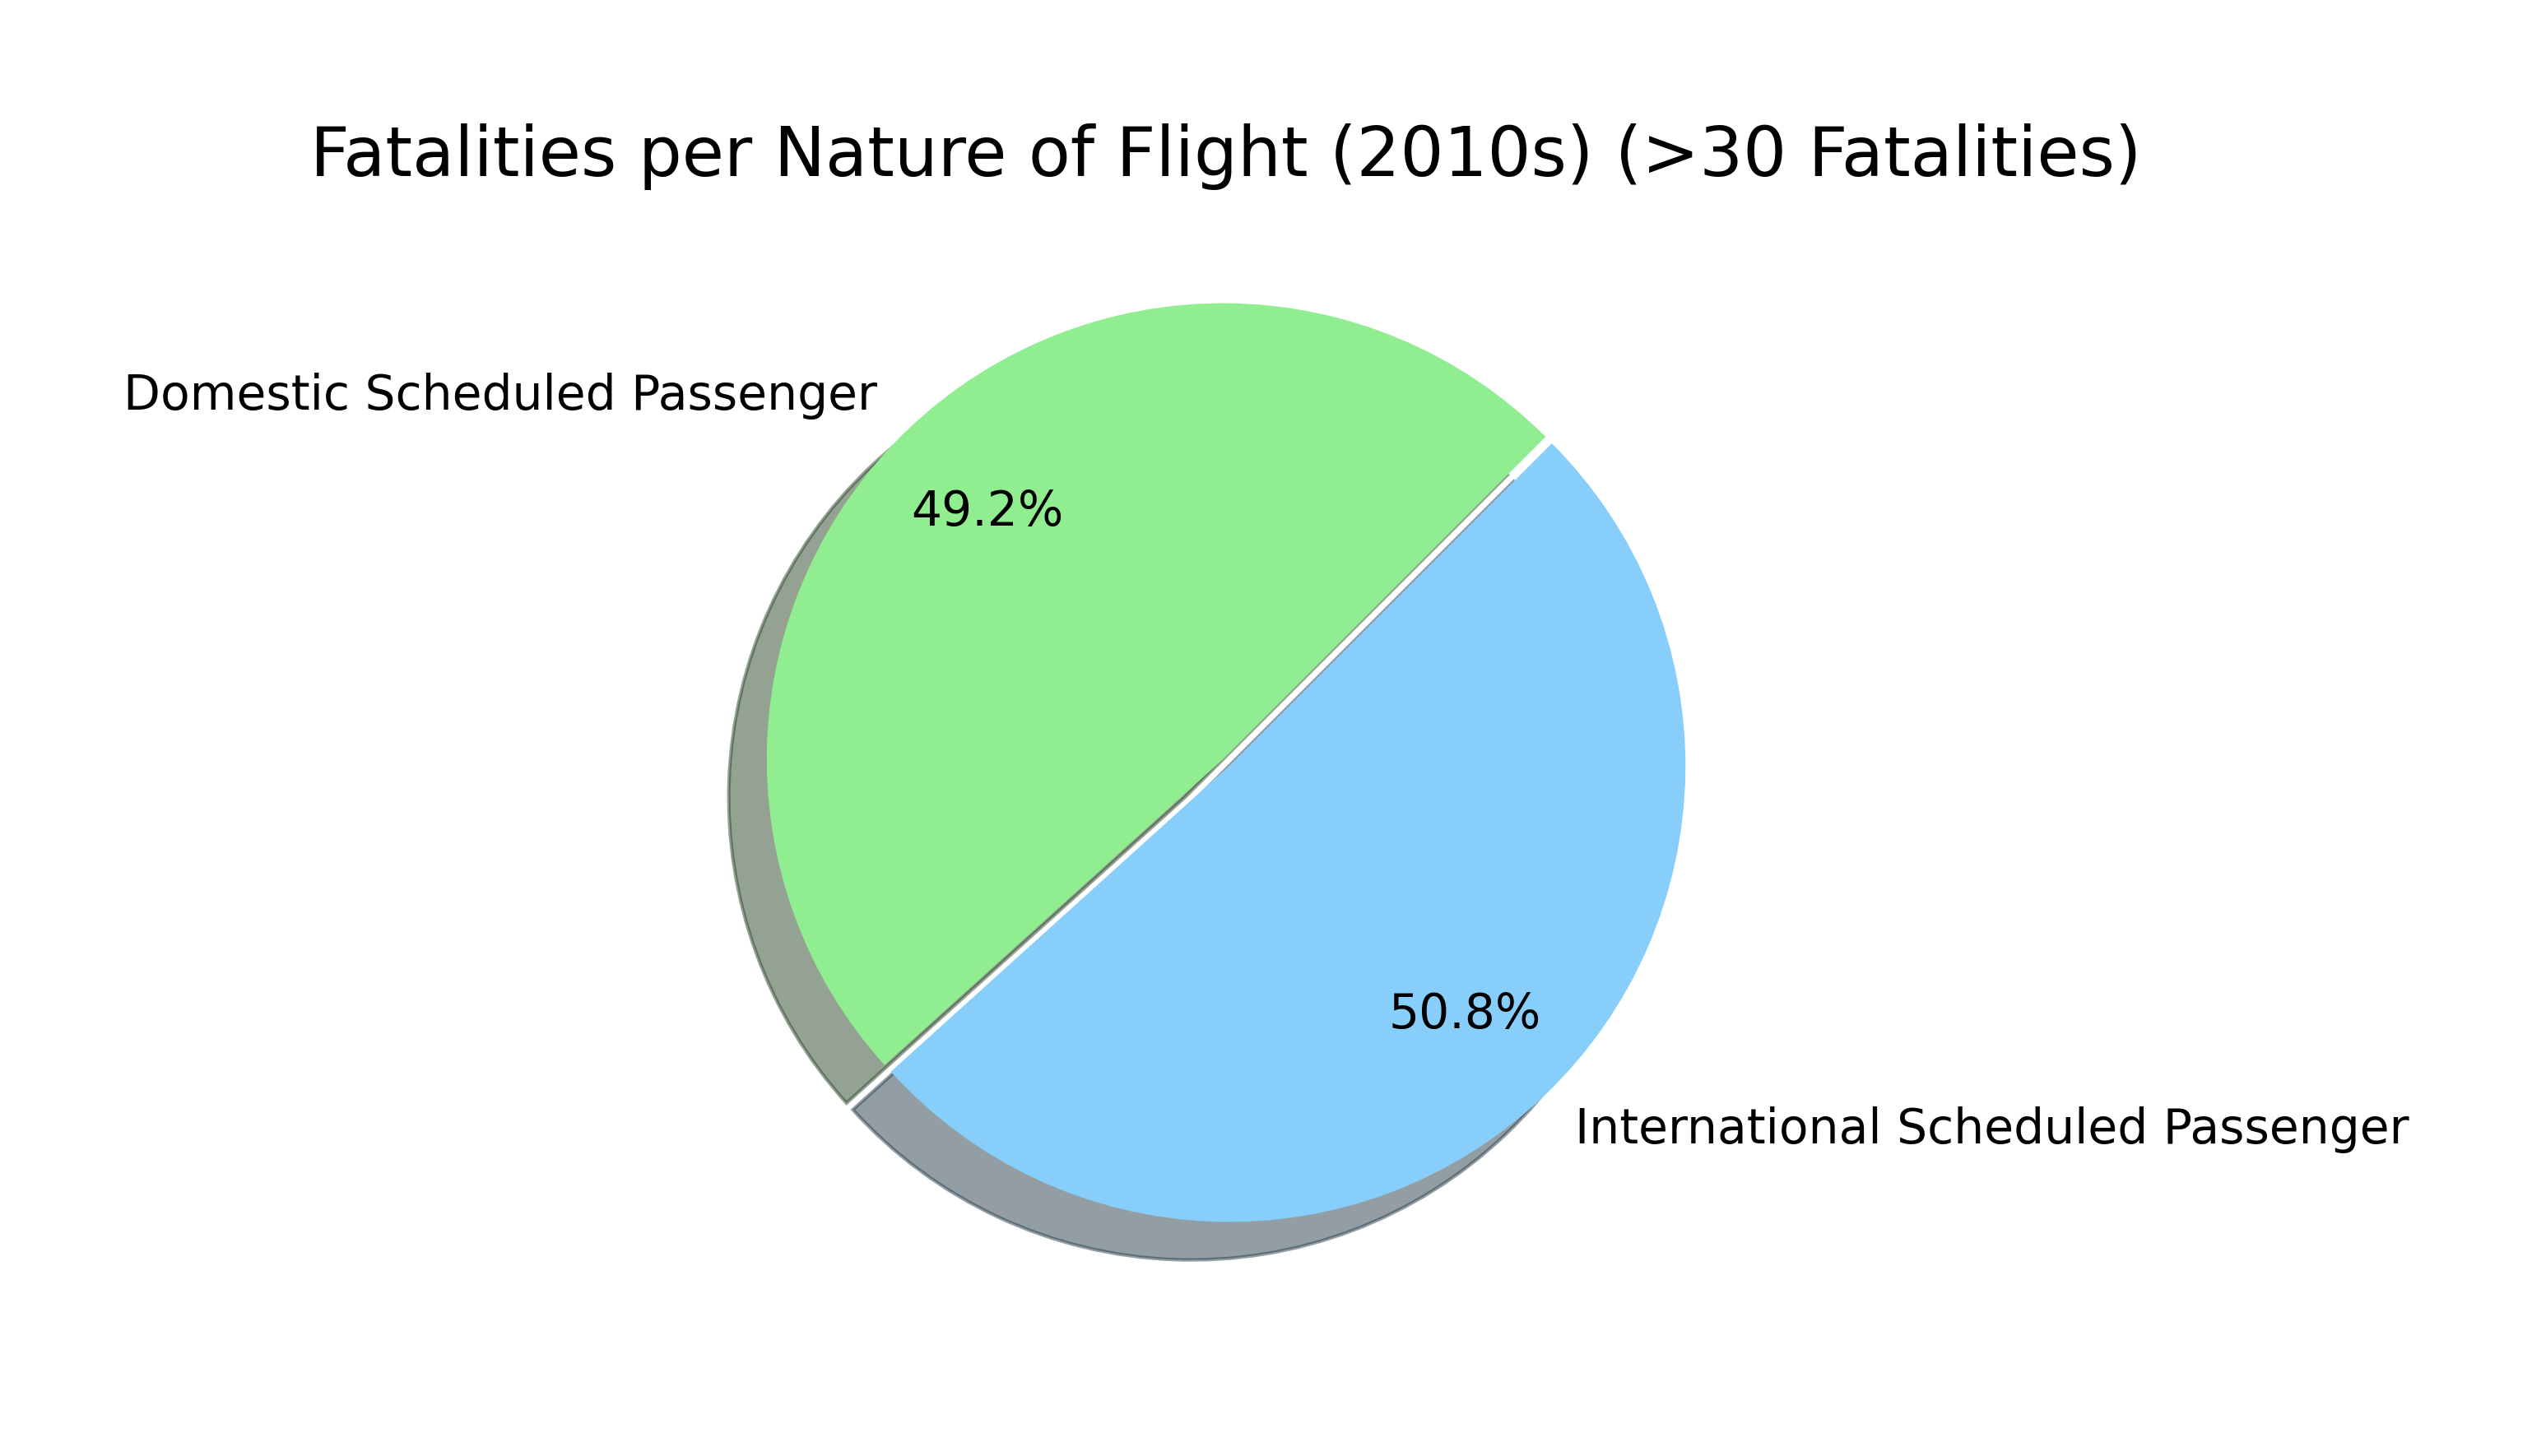 Fatalities per Nature of Flight (2010s) (>30 Fatalities)
Domestic Scheduled Passenger
49.2%
50.8%
International Scheduled Passenger